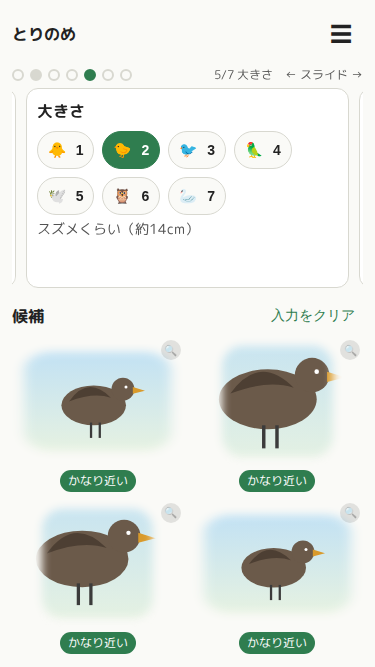 とりのめ
5/7 大きさ ← スライド →
大きさ
1 2 3 4
5 6 7
スズメくらい（約14cm）
候補 入力をクリア
かなり近い かなり近い
かなり近い かなり近い